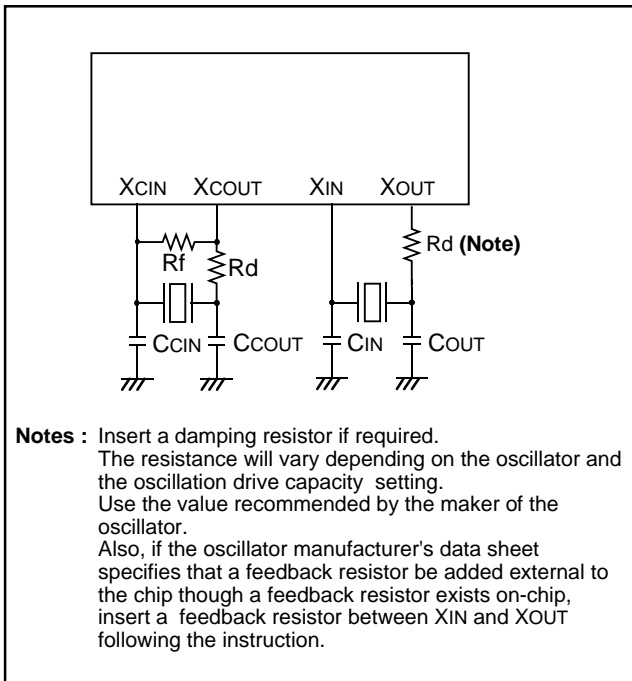 XCIN XCOUT XIN XOUT
Rf Rd Rd (Note)
CCIN CCOUT CIN COUT
Notes : Insert a damping resistor if required.
The resistance will vary depending on the oscillator and
the oscillation drive capacity setting.
Use the value recommended by the maker of the
oscillator.
Also, if the oscillator manufacturer's data sheet
specifies that a feedback resistor be added external to
the chip though a feedback resistor exists on-chip,
insert a feedback resistor between XIN and XOUT
following the instruction.